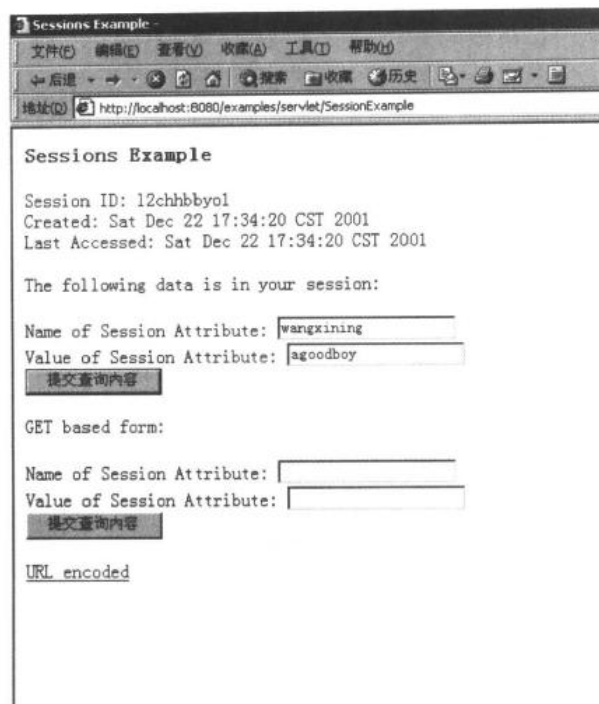 Sessions Example -
文件(F) 编辑(E) 查看(V) 收藏(A) 工具(T) 帮助(H)
后退 搜索 收藏 历史
地址(D) http://localhost:8080/examples/servlet/SessionExample
Sessions Example
Session ID: l2chhbbyo1
Created: Sat Dec 22 17:34:20 CST 2001
Last Accessed: Sat Dec 22 17:34:20 CST 2001
The following data is in your session:
Name of Session Attribute: wangxining
Value of Session Attribute: agoodboy
提交查询内容
GET based form:
Name of Session Attribute:
Value of Session Attribute:
提交查询内容
URL encoded